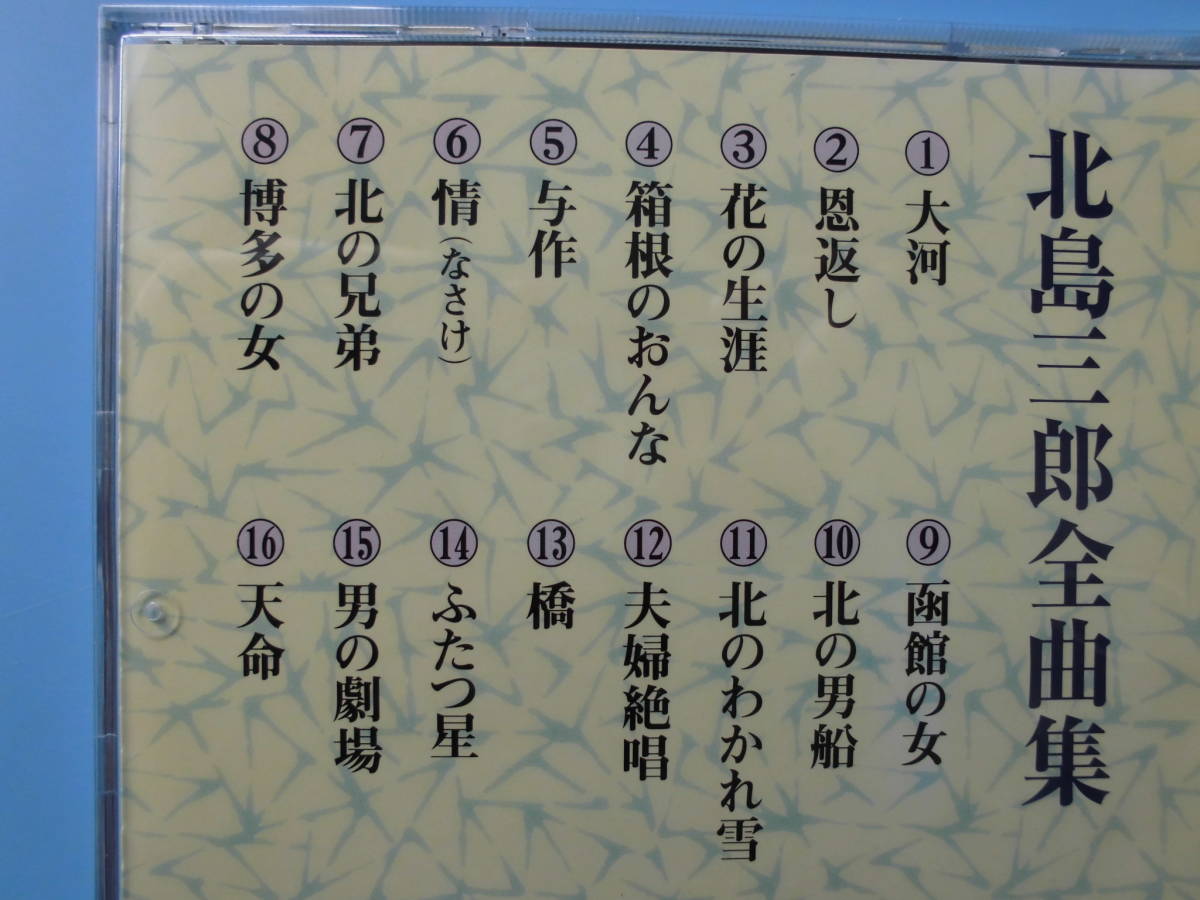 北島三郎全曲集
①大河
②恩返し
③花の生涯
④箱根のおんな
⑤与作
⑥情（なさけ）
⑦北の兄弟
⑧博多の女
⑨函館の女
⑩北の男船
⑪北のわかれ雪
⑫夫婦絶唱
⑬橋
⑭ふたつ星
⑮男の劇場
⑯天命